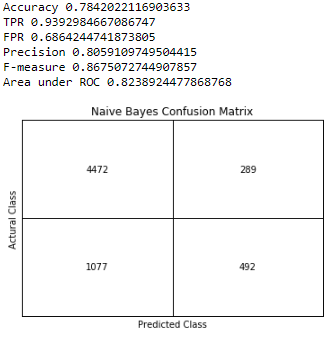 Accuracy 0.7842022116903633
TPR 0.9392984667086747
FPR 0.6864244741873805
Precision 0.8059109749504415
F-measure 0.8675072744907857
Area under ROC 0.8238924477868768
Naive Bayes Confusion Matrix
4472 289
Actural Class
1077 492
Predicted Class